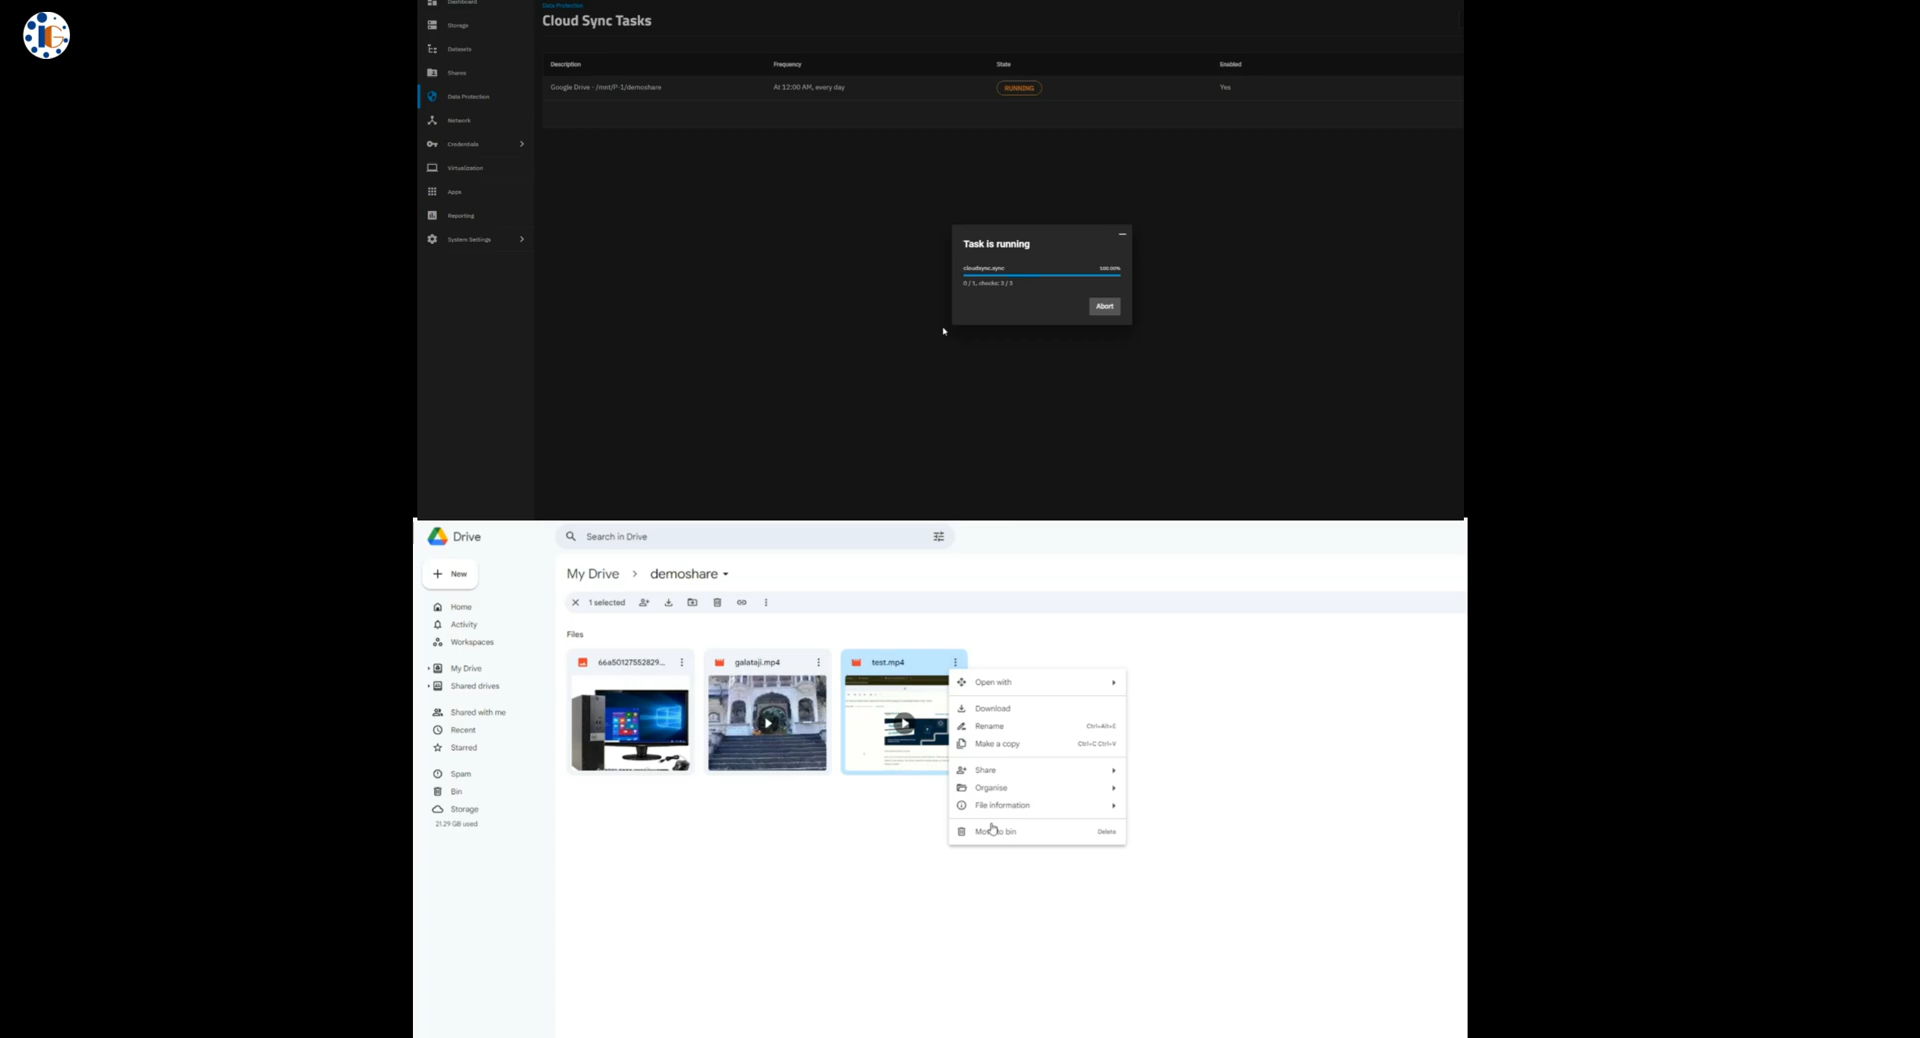 IG
Dashboard
Storage
Datasets
Shares
Data Protection
Network
Credentials
Virtualization
Apps
Reporting
System Settings
Data Protection
Cloud Sync Tasks
Description Frequency State Enabled
Google Drive - /mnt/P-1/demoshare At 12:00 AM, every day RUNNING Yes
Task is running
cloudsync.sync 100.00%
0 / 1, checks: 3 / 3
Abort
Drive
Search in Drive
New
Home
Activity
Workspaces
My Drive
Shared drives
Shared with me
Recent
Starred
Spam
Bin
Storage
21.29 GB used
My Drive > demoshare
1 selected
Files
66a50127552829...
galataji.mp4
test.mp4
Open with
Download
Rename Ctrl+Alt+E
Make a copy Ctrl+C Ctrl+V
Share
Organise
File information
Move to bin Delete